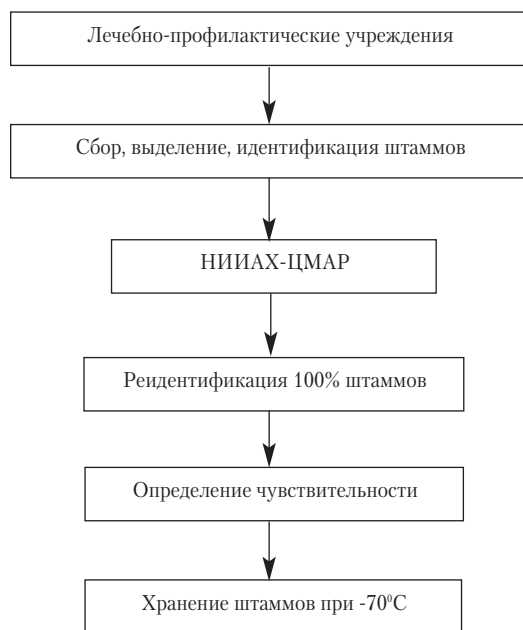 Лечебно-профилактические учреждения
Сбор, выделение, идентификация штаммов
НИИАХ-ЦМАР
Реидентификация 100% штаммов
Определение чувствительности
Хранение штаммов при -70⁰С